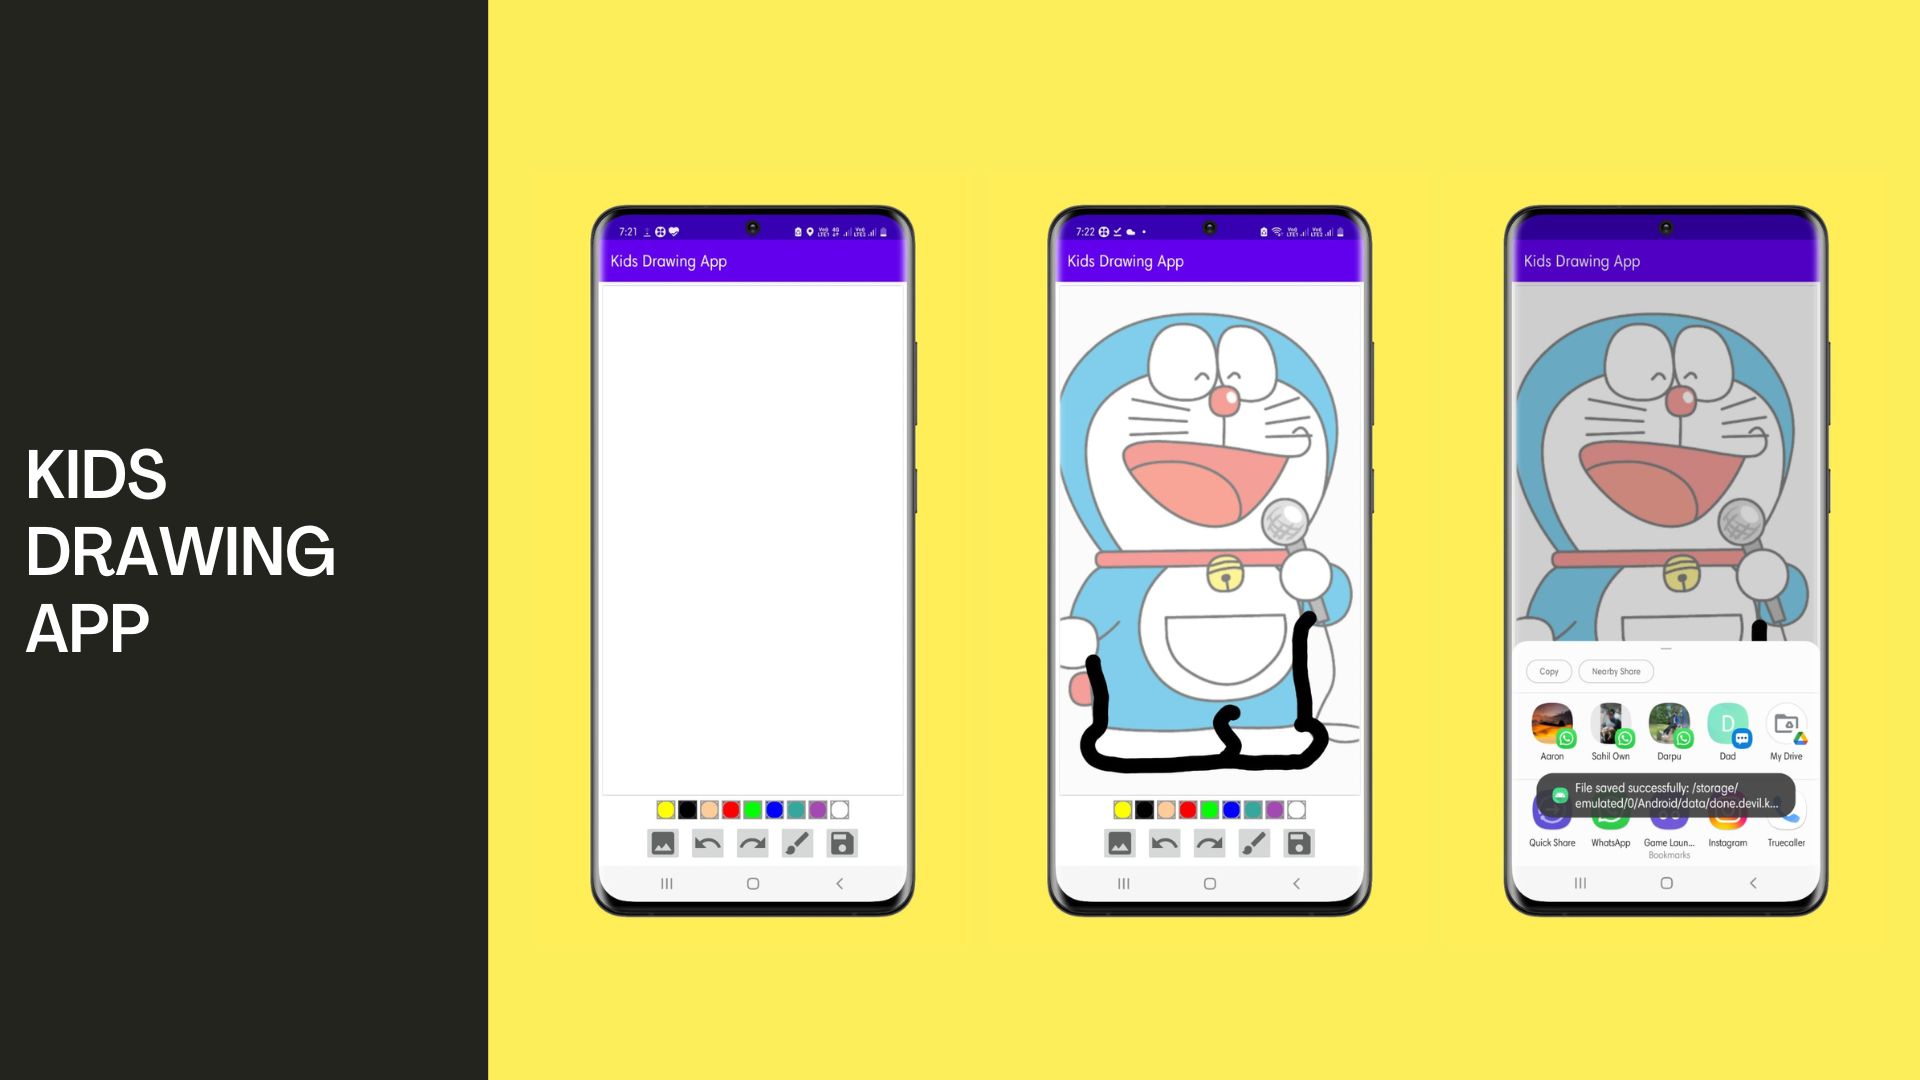 KIDS
DRAWING
APP
7:21
Kids Drawing App
7:22
Kids Drawing App
Kids Drawing App
Copy
Nearby Share
Aaron
Sahil Own
Darpu
D
Dad
My Drive
File saved successfully: /storage/
emulated/0/Android/data/done.devil.k...
Quick Share
WhatsApp
Game Laun...
Bookmarks
Instagram
Truecaller